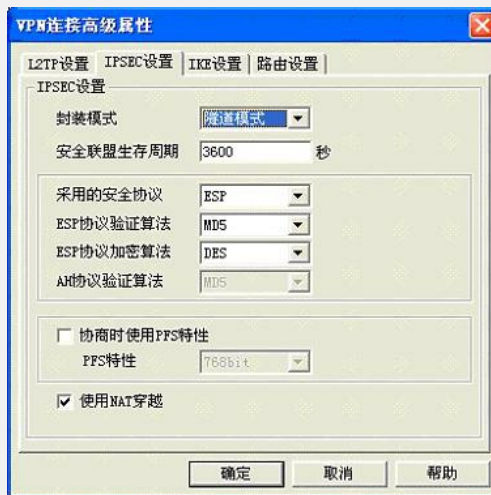 VPN连接高级属性
L2TP设置 IPSEC设置 IKE设置 路由设置
IPSEC设置
封装模式 隧道模式
安全联盟生存周期 3600 秒
采用的安全协议 ESP
ESP协议验证算法 MD5
ESP协议加密算法 DES
AH协议验证算法 MD5
协商时使用PFS特性
PFS特性 768bit
使用NAT穿越
确定 取消 帮助